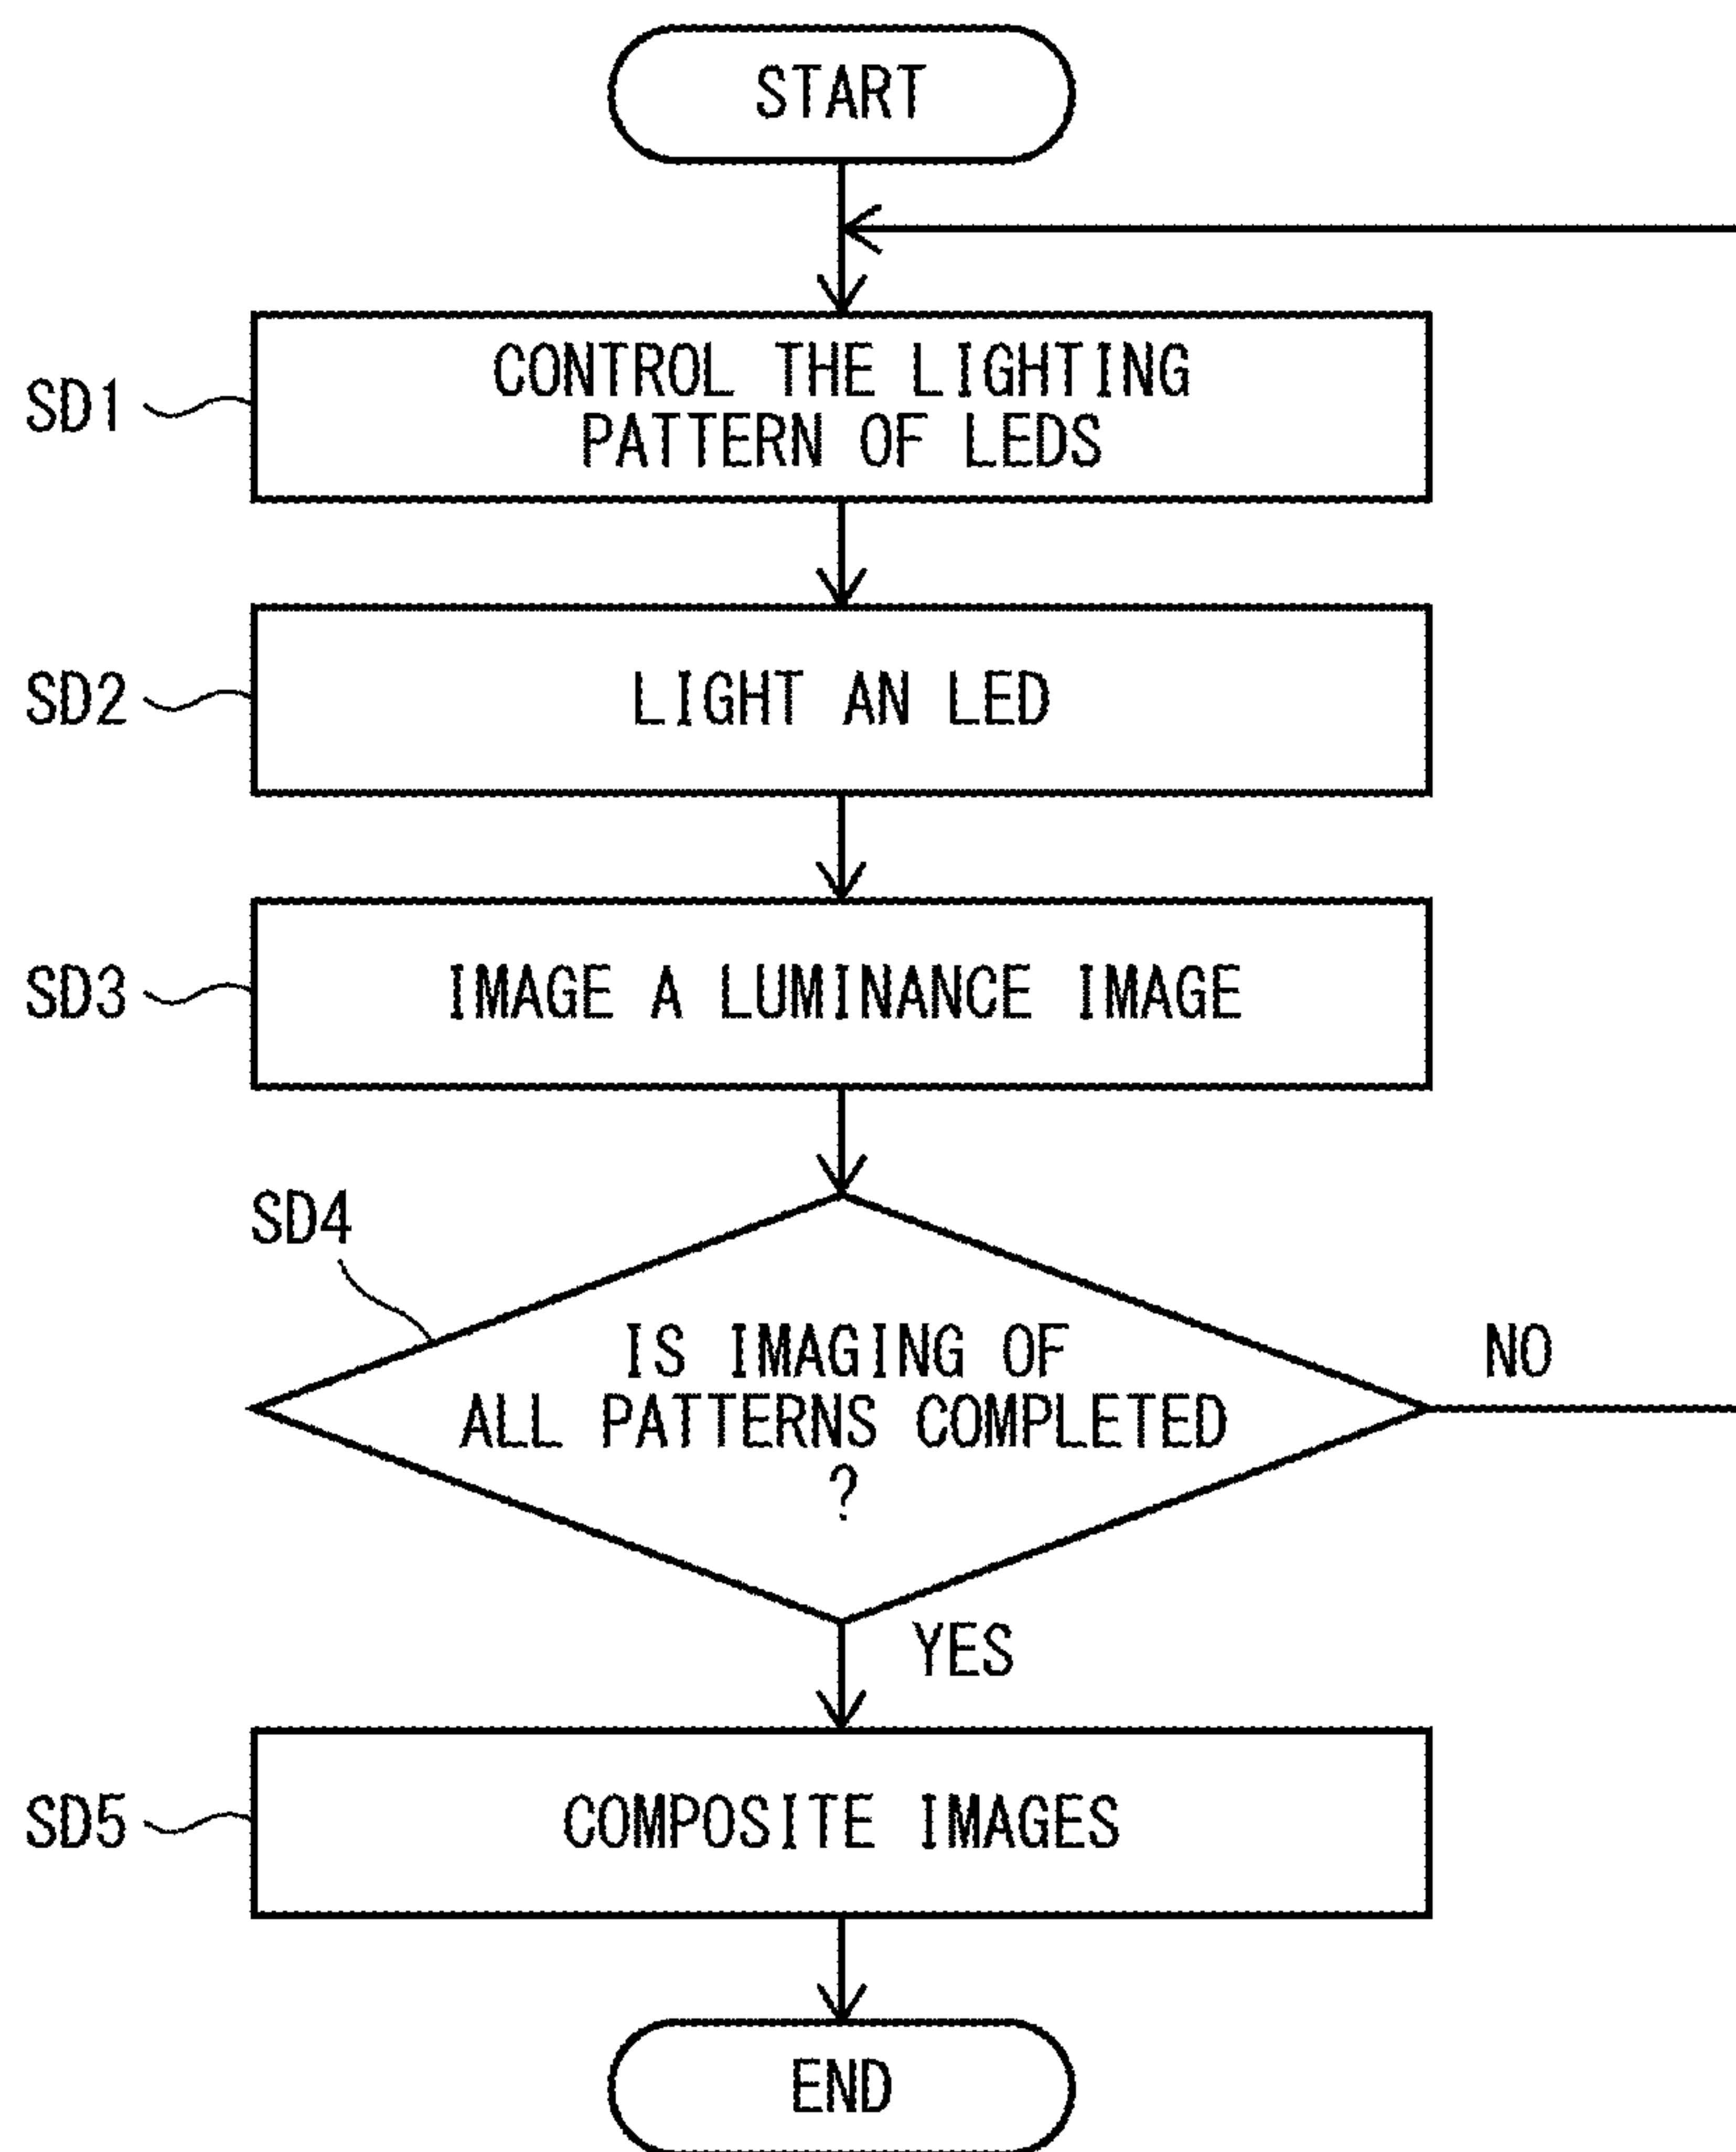 START
SD1
CONTROL THE LIGHTING
PATTERN OF LEDS
SD2
LIGHT AN LED
SD3
IMAGE A LUMINANCE IMAGE
SD4
IS IMAGING OF
ALL PATTERNS COMPLETED
?
NO
YES
SD5
COMPOSITE IMAGES
END